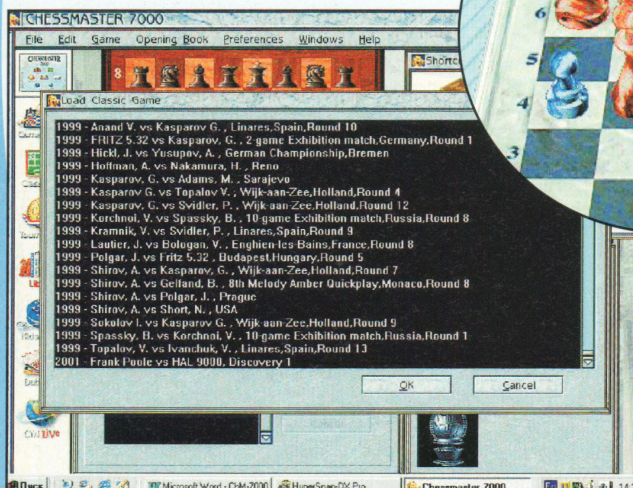 CHESSMASTER 7000
File Edit Game Opening Book Preferences Windows Help
8
Load Classic Game
1999 - Anand V. vs Kasparov G. , Linares,Spain,Round 10
1999 - FRITZ 5.32 vs Kasparov, G. , 2-game Exhibition match,Germany,Round 1
1999 - Hickl, J. vs Yusupov, A. , German Championship,Bremen
1999 - Hoffman, A. vs Nakamura, H. , Reno
1999 - Kasparov, G. vs Adams, M. , Sarajevo
1999 - Kasparov G. vs Topalov V. , Wijk-aan-Zee,Holland,Round 4
1999 - Kasparov, G. vs Svidler, P. , Wijk-aan-Zee,Holland,Round 12
1999 - Korchnoi, V. vs Spassky, B. , 10-game Exhibition match,Russia,Round 8
1999 - Kramnik, V. vs Svidler, P. , Linares,Spain,Round 9
1999 - Lautier, J. vs Bologan, V. , Enghien-les-Bains,France,Round 8
1999 - Polgar, J. vs Fritz 5.32 , Budapest,Hungary,Round 5
1999 - Shirov, A. vs Kasparov, G. , Wijk-aan-Zee,Holland,Round 7
1999 - Shirov, A. vs Gelfand, B. , 8th Melody Amber Quickplay,Monaco,Round 8
1999 - Shirov, A. vs Polgar, J. , Prague
1999 - Shirov, A. vs Short, N. , USA
1999 - Sokolov I. vs Kasparov G. , Wijk-aan-Zee,Holland,Round 9
1999 - Spassky, B. vs Korchnoi, V. , 10-game Exhibition match,Russia,Round 1
1999 - Topalov, V. vs Ivanchuk, V. , Linares,Spain,Round 13
2001 - Frank Poole vs HAL 9000, Discovery 1
OK Cancel
6
5
4
3
Docs Microsoft Word - ChM-7000 HyperSnap-DX Pro Chessmaster 7000